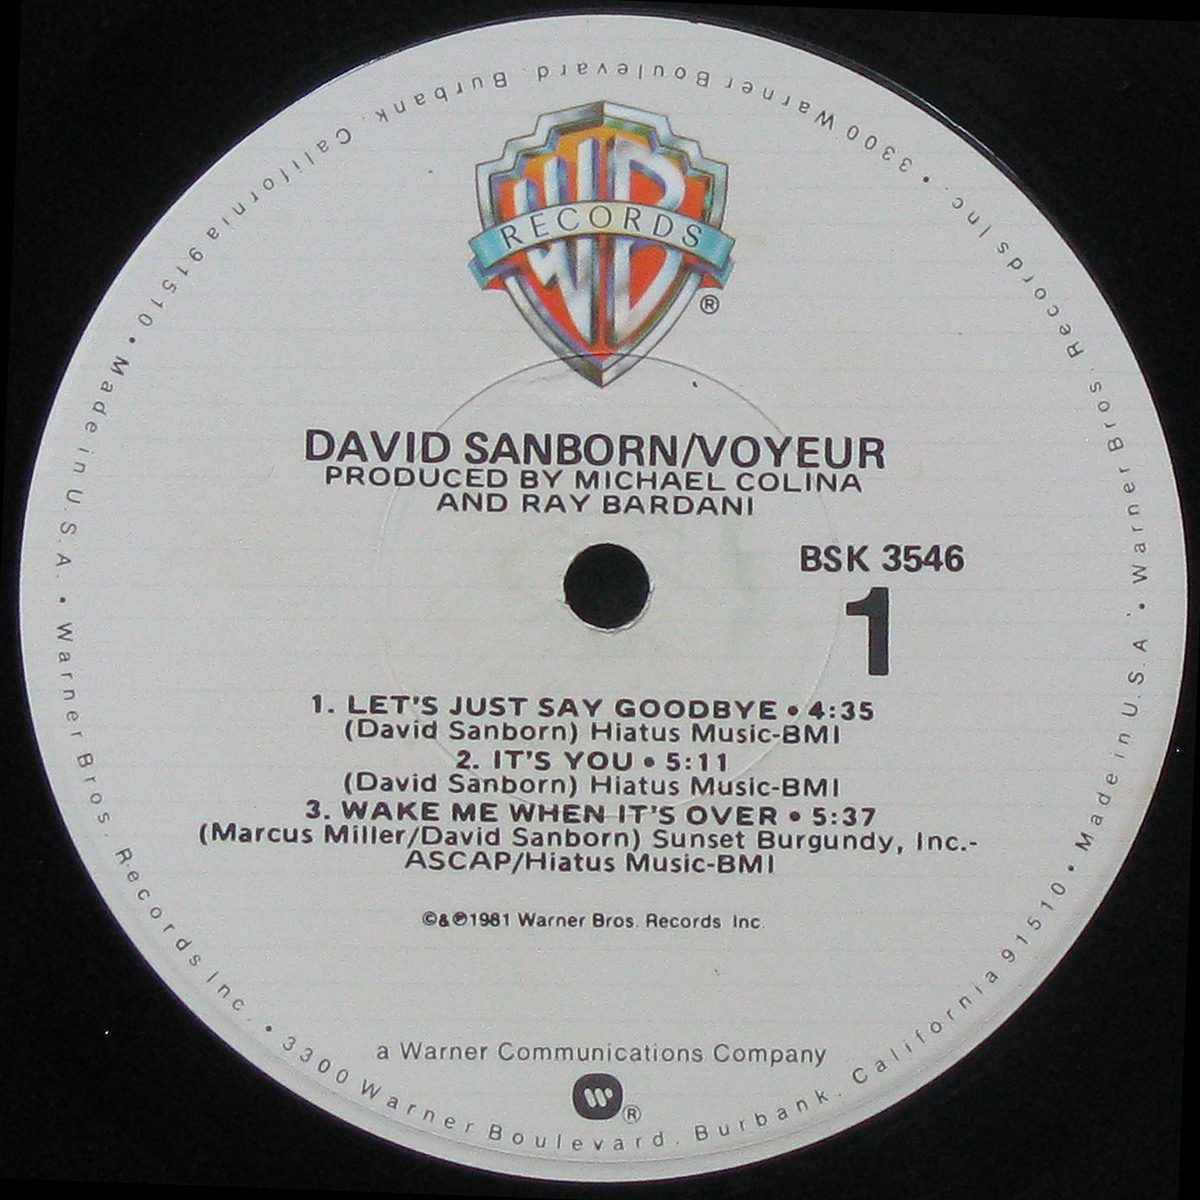 WB
RECORDS
®
DAVID SANBORN/VOYEUR
PRODUCED BY MICHAEL COLINA
AND RAY BARDANI
BSK 3546
1
1. LET'S JUST SAY GOODBYE • 4:35
(David Sanborn) Hiatus Music-BMI
2. IT'S YOU • 5:11
(David Sanborn) Hiatus Music-BMI
3. WAKE ME WHEN IT'S OVER • 5:37
(Marcus Miller/David Sanborn) Sunset Burgundy, Inc.-
ASCAP/Hiatus Music-BMI
©&℗1981 Warner Bros. Records Inc.
a Warner Communications Company
W ®
Warner Bros. Records Inc. • 3300 Warner Boulevard. Burbank. California 91510 • Made in U.S.A. • Warner Bros. Records Inc. • 3300 Warner Boulevard. Burbank. California 91510 • Made in U.S.A. •